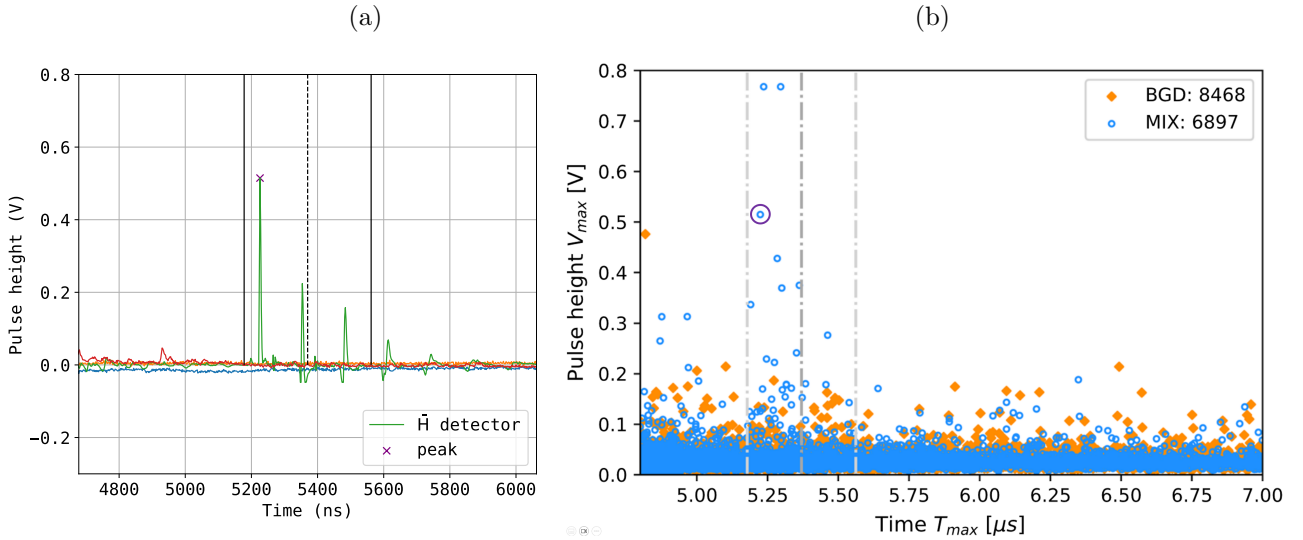 (a)
(b)
Pulse height (V)
0.8
0.6
0.4
0.2
0.0
−0.2
4800 5000 5200 5400 5600 5800 6000
Time (ns)
H̄ detector
peak
Pulse height Vmax [V]
0.8
0.7
0.6
0.5
0.4
0.3
0.2
0.1
0.0
5.00 5.25 5.50 5.75 6.00 6.25 6.50 6.75 7.00
Time Tmax [μs]
BGD: 8468
MIX: 6897